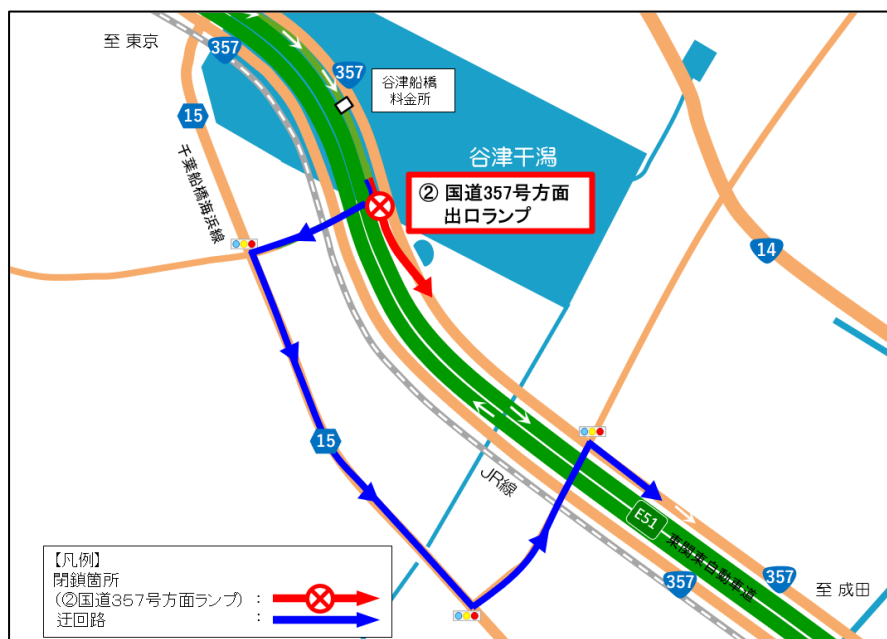 至 東京
357
357
谷津船橋
料金所
15
千葉船橋海浜線
谷津干潟
② 国道357号方面
出口ランプ
14
15
JR線
E51
東関東自動車道
357
357
至 成田
【凡例】
閉鎖箇所
(②国道357号方面ランプ) :
迂回路 :